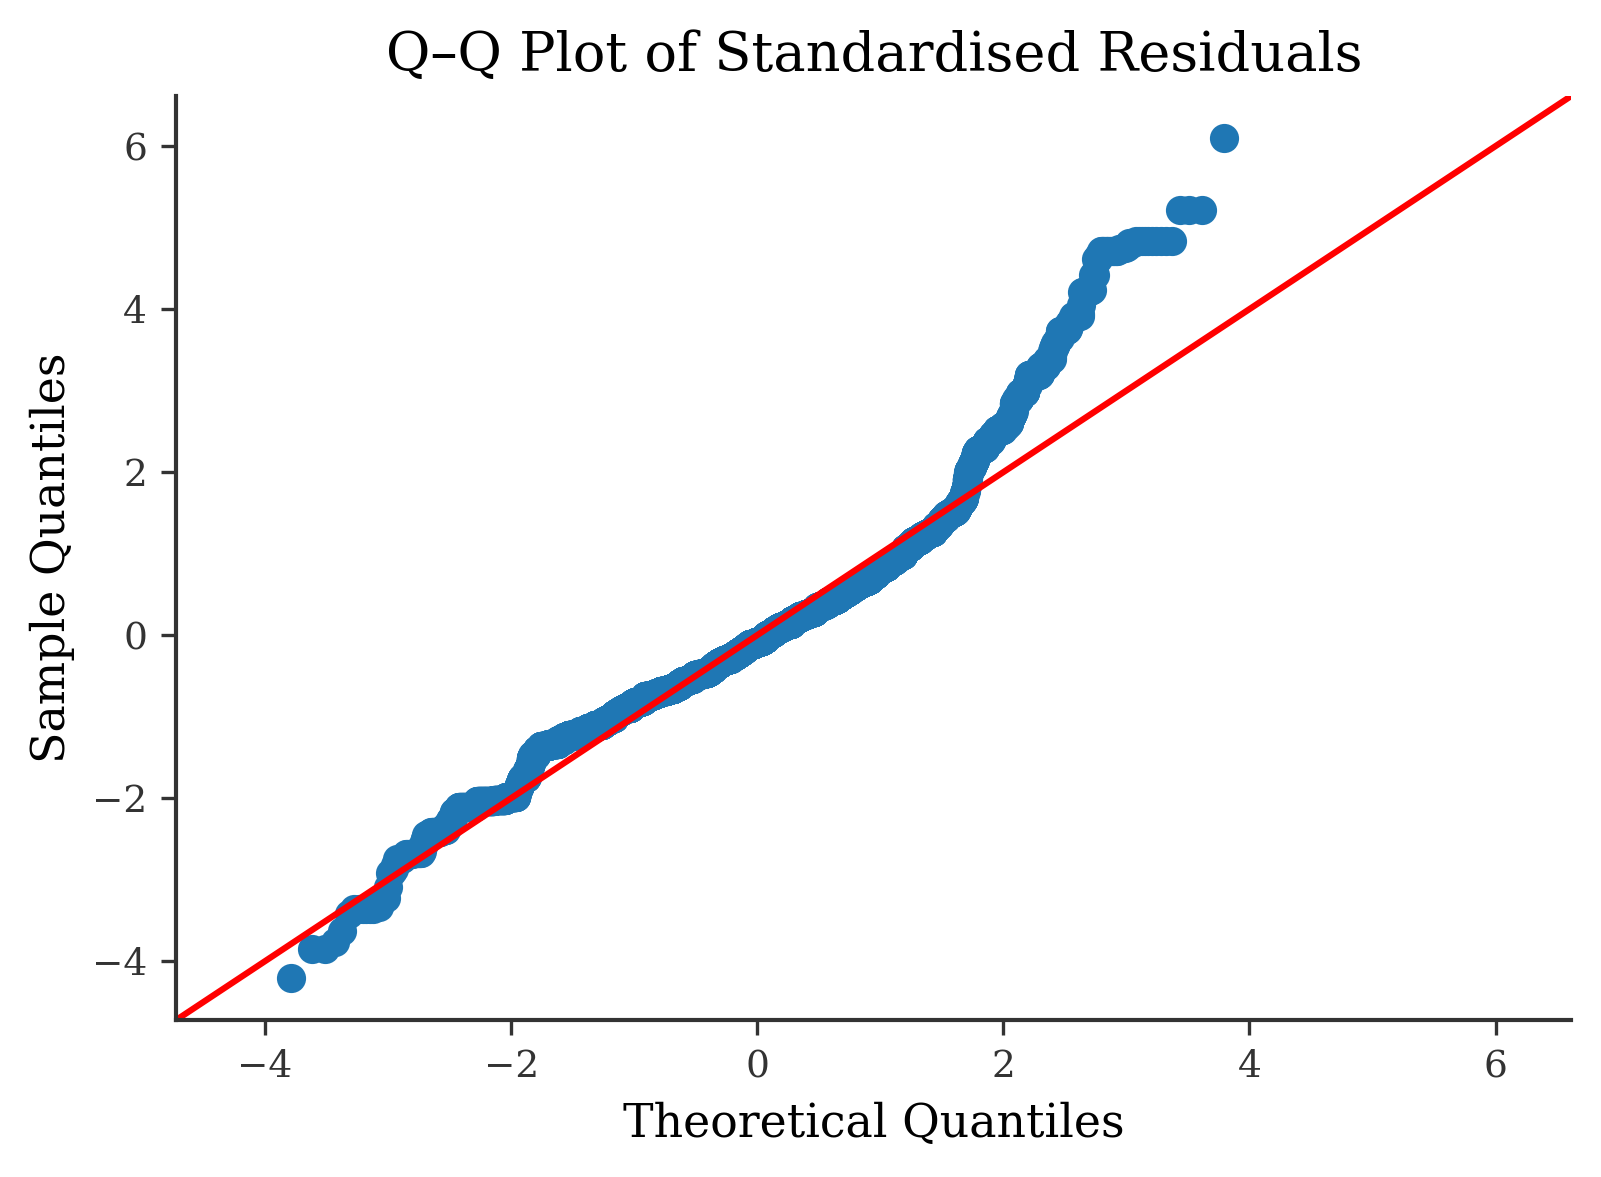 Q–Q Plot of Standardised Residuals
6
4
2
0
−2
−4
Sample Quantiles
−4 −2 0 2 4 6
Theoretical Quantiles